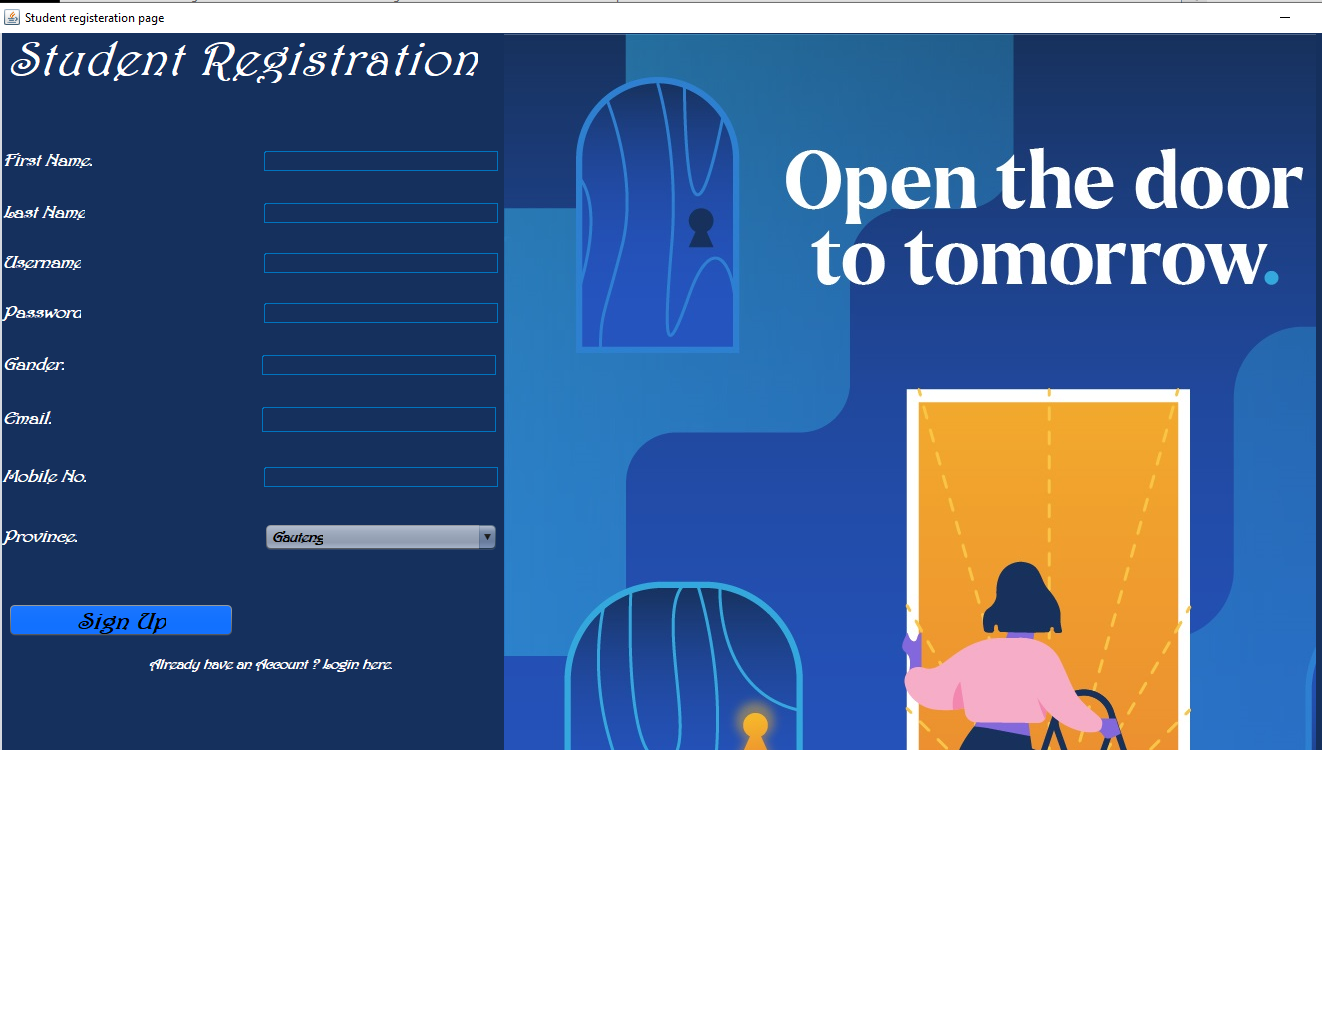 Student registeration page
Student Registration
First Name.
Last Name
Username
Password
Gander.
Email.
Mobile No.
Province.
Gauteng
Sign Up
Already have an Account ? Login here.
Open the door
to tomorrow.